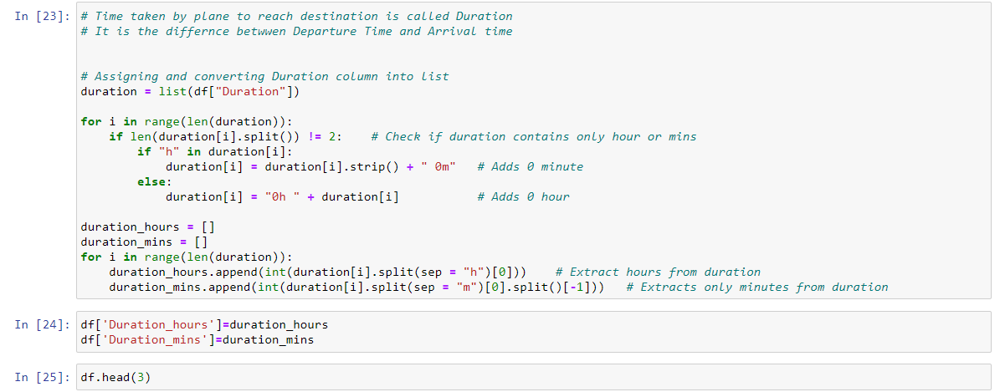 In [23]: # Time taken by plane to reach destination is called Duration
# It is the differnce betwwen Departure Time and Arrival time
# Assigning and converting Duration column into list
duration = list(df["Duration"])
for i in range(len(duration)):
if len(duration[i].split()) != 2: # Check if duration contains only hour or mins
if "h" in duration[i]:
duration[i] = duration[i].strip() + " 0m" # Adds 0 minute
else:
duration[i] = "0h " + duration[i] # Adds 0 hour
duration_hours = []
duration_mins = []
for i in range(len(duration)):
duration_hours.append(int(duration[i].split(sep = "h")[0])) # Extract hours from duration
duration_mins.append(int(duration[i].split(sep = "m")[0].split()[-1])) # Extracts only minutes from duration
In [24]: df['Duration_hours']=duration_hours
df['Duration_mins']=duration_mins
In [25]: df.head(3)